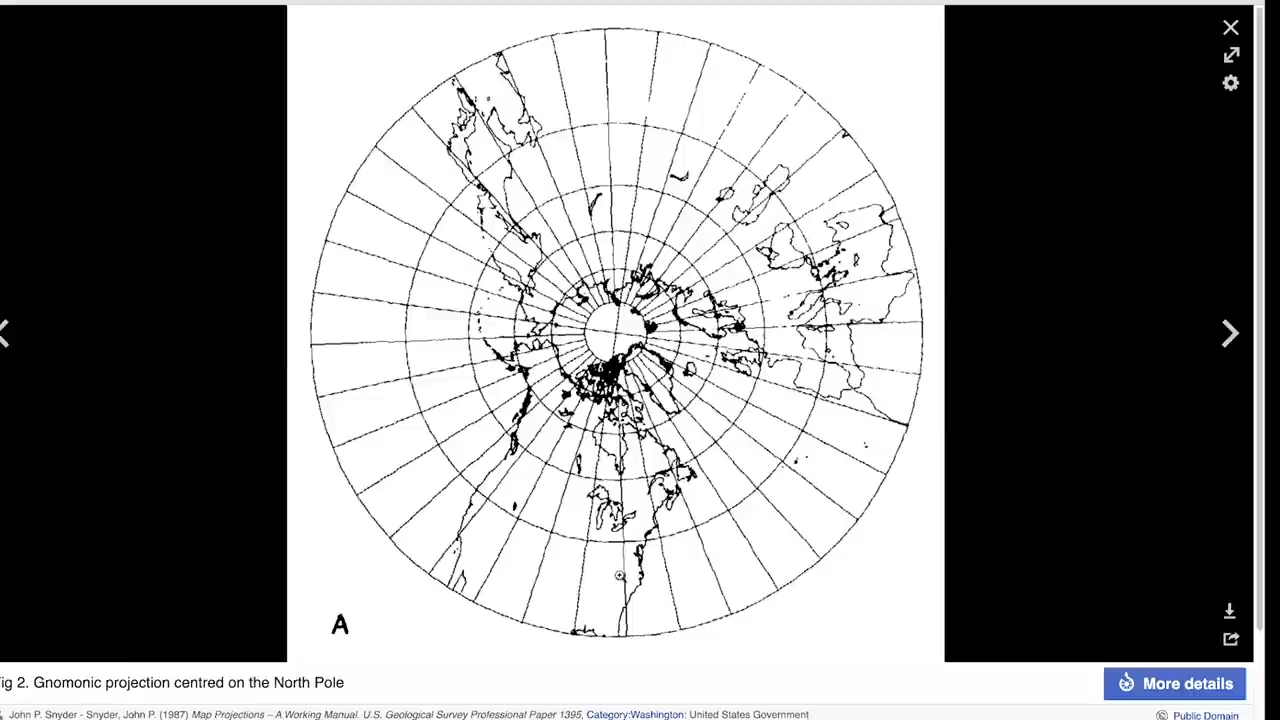 A
ig 2. Gnomonic projection centred on the North Pole
More details
John P. Snyder - Snyder, John P. (1987) Map Projections – A Working Manual. U.S. Geological Survey Professional Paper 1395, Category:Washington: United States Government
Public Domain